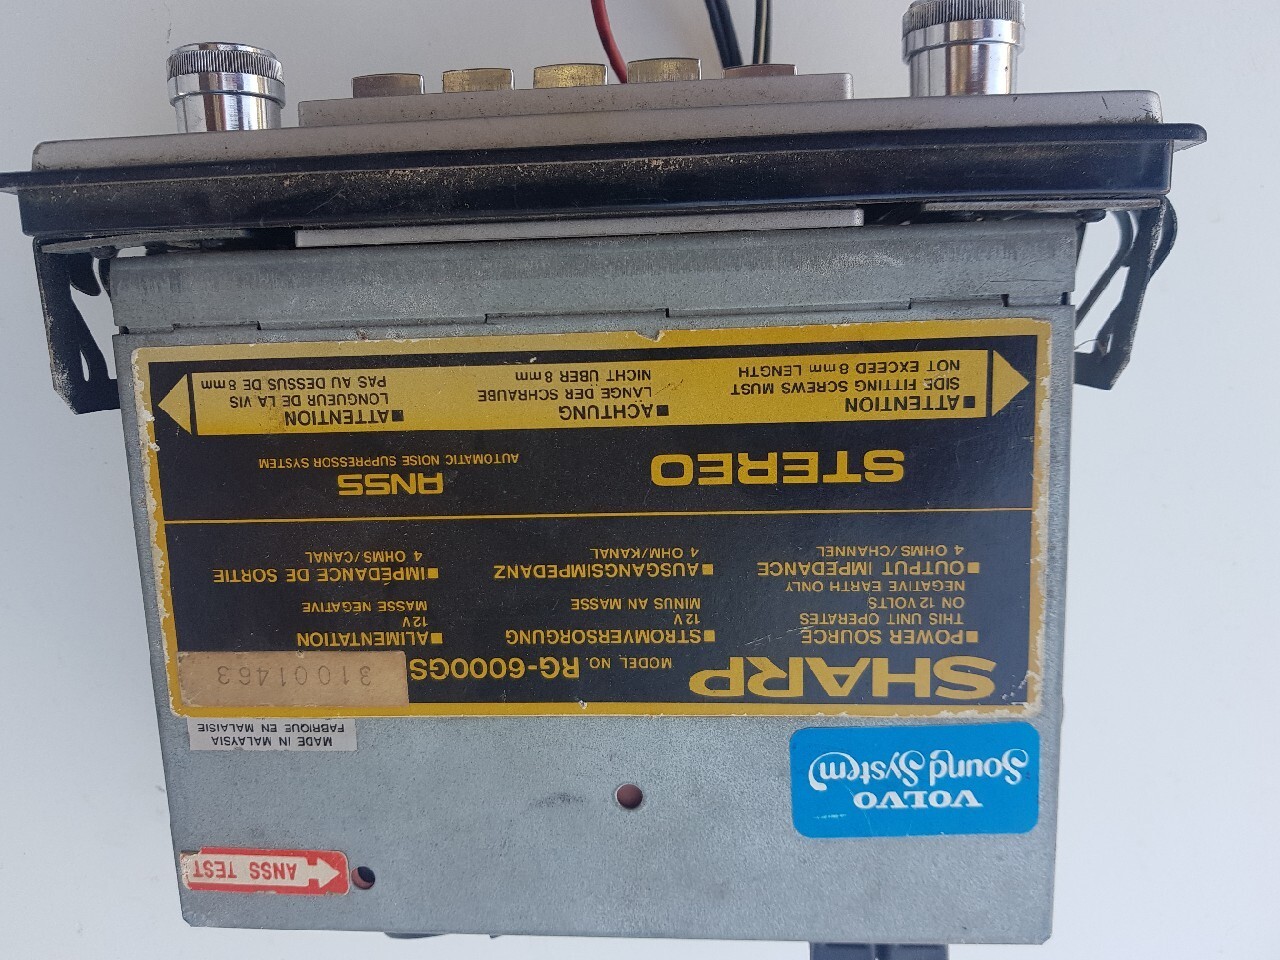 ANSS TEST
VOLVO
Sound System
MADE IN MALAYSIA
FABRIQUE EN MALAISIE
SHARP
MODEL NO. RG-6000GS
31001463
■POWER SOURCE
THIS UNIT OPERATES
ON 12 VOLTS
NEGATIVE EARTH ONLY
■OUTPUT IMPEDANCE
4 OHMS/CHANNEL
■STROMVERSORGUNG
12V
MINUS AN MASSE
■AUSGANGSIMPEDANZ
4 OHM/KANAL
■ALIMENTATION
12V
MASSE NEGATIVE
■IMPÉDANCE DE SORTIE
4 OHMS/CANAL
STEREO
ANSS
AUTOMATIC NOISE SUPPRESSOR SYSTEM
■ATTENTION
SIDE FITTING SCREWS MUST
NOT EXCEED 8mm LENGTH
■ACHTUNG
LANGE DER SCHRAUBE
NICHT ÜBER 8mm
■ATTENTION
LONGUEUR DE LA VIS
PAS AU DESSUS DE 8mm